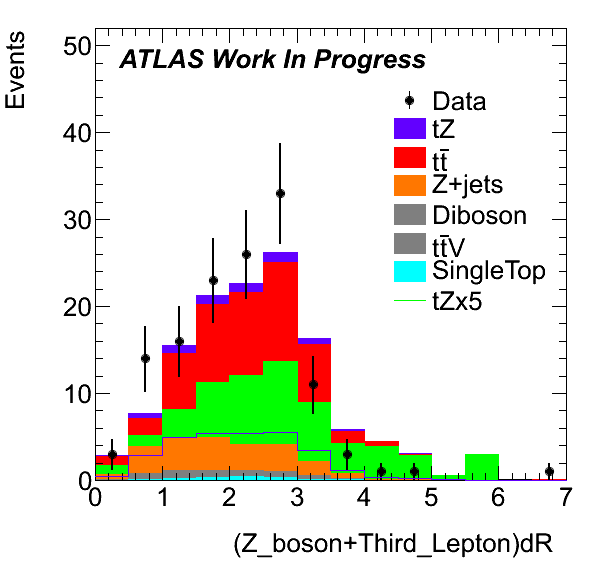 Events
50
40
30
20
10
0
ATLAS Work In Progress
Data
tZ
tt̄
Z+jets
Diboson
tt̄V
SingleTop
tZx5
0 1 2 3 4 5 6 7
(Z_boson+Third_Lepton)dR